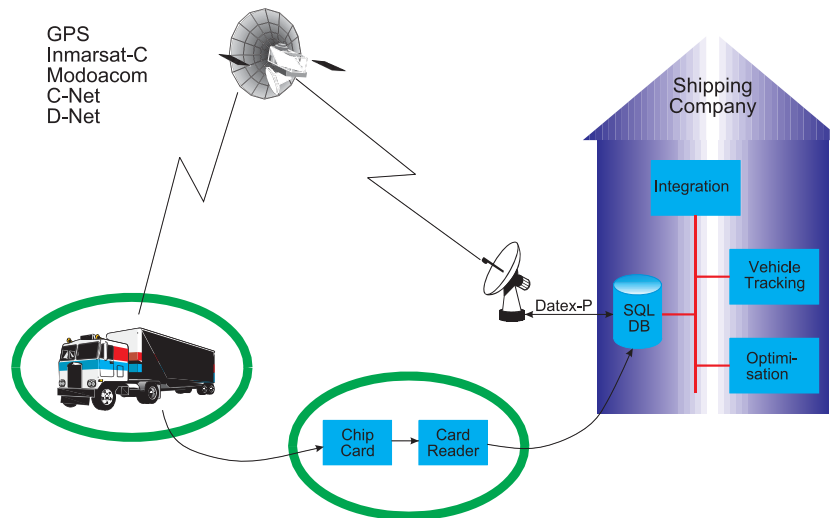 GPS
Inmarsat-C
Modoacom
C-Net
D-Net
Shipping
Company
Integration
Vehicle
Tracking
Datex-P
SQL
DB
Optimi-
sation
Chip
Card
Card
Reader